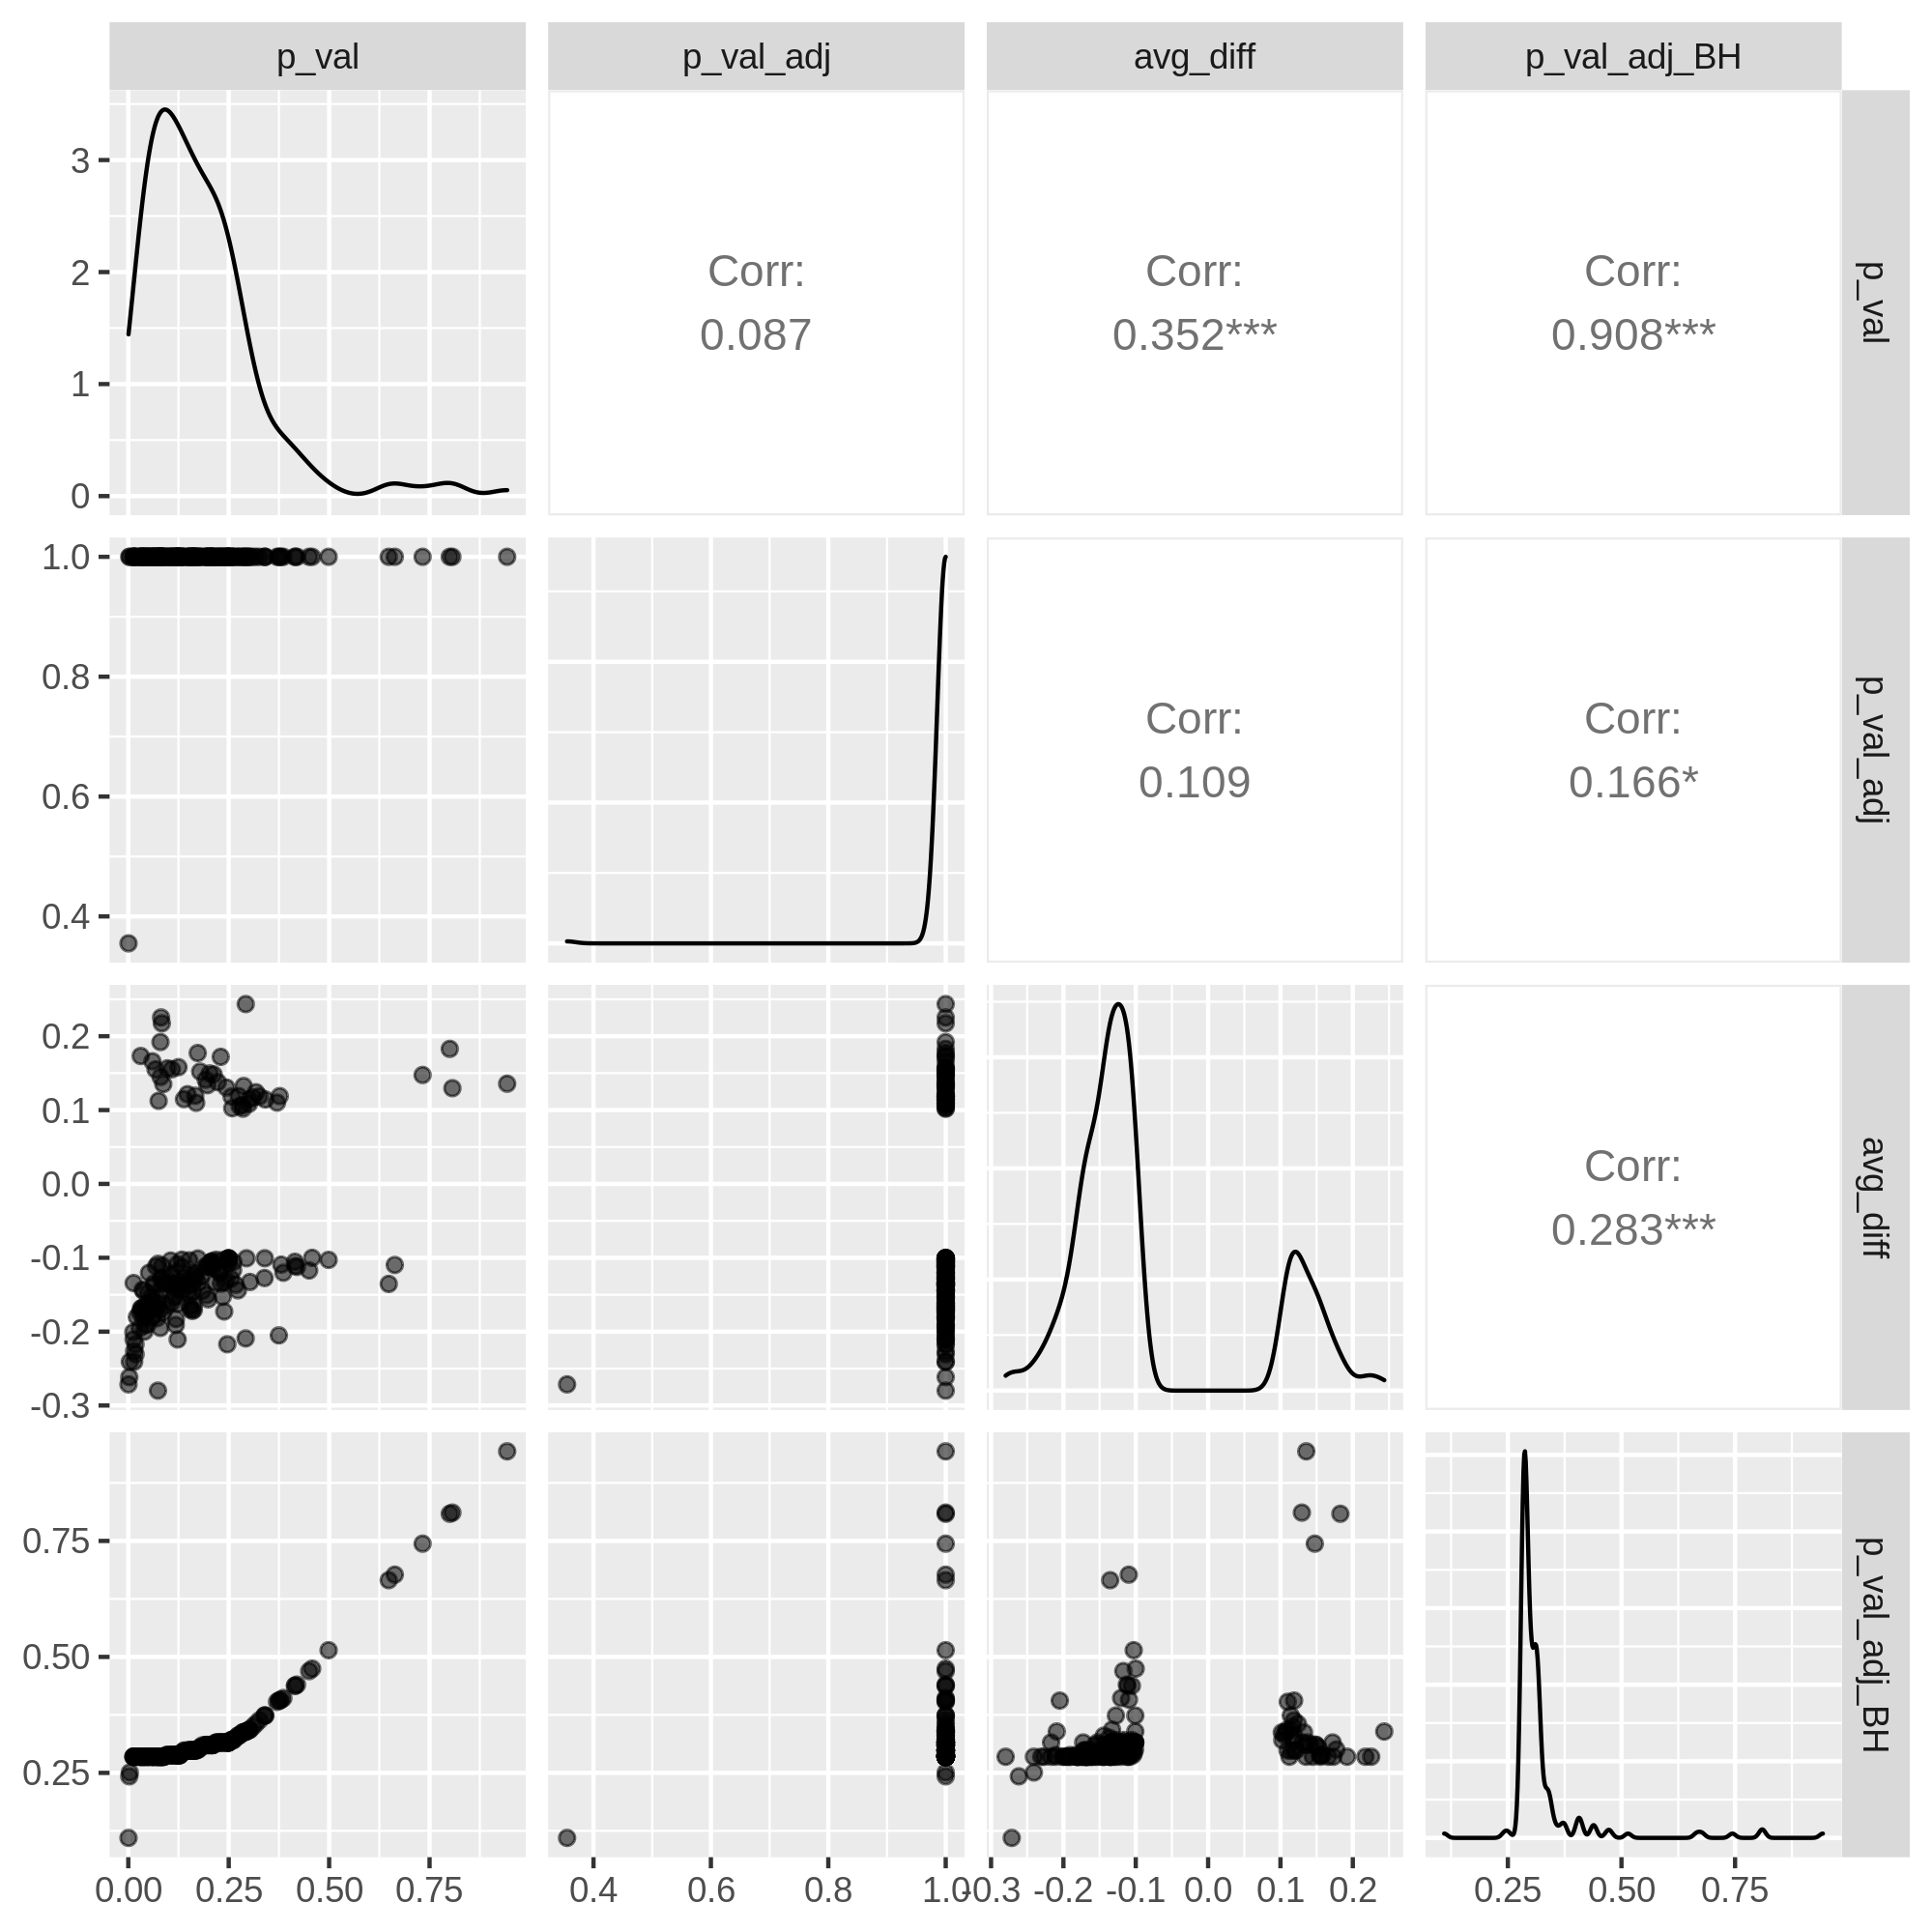 p_val p_val_adj avg_diff p_val_adj_BH
3
2
1
0
Corr:
0.087
Corr:
0.352***
Corr:
0.908***
p_val
1.0
0.8
0.6
0.4
Corr:
0.109
Corr:
0.166*
p_val_adj
0.2
0.1
0.0
-0.1
-0.2
-0.3
Corr:
0.283***
avg_diff
0.75
0.50
0.25
p_val_adj_BH
0.00 0.25 0.50 0.75 0.4 0.6 0.8 1.0 -0.3 -0.2 -0.1 0.0 0.1 0.2 0.25 0.50 0.75